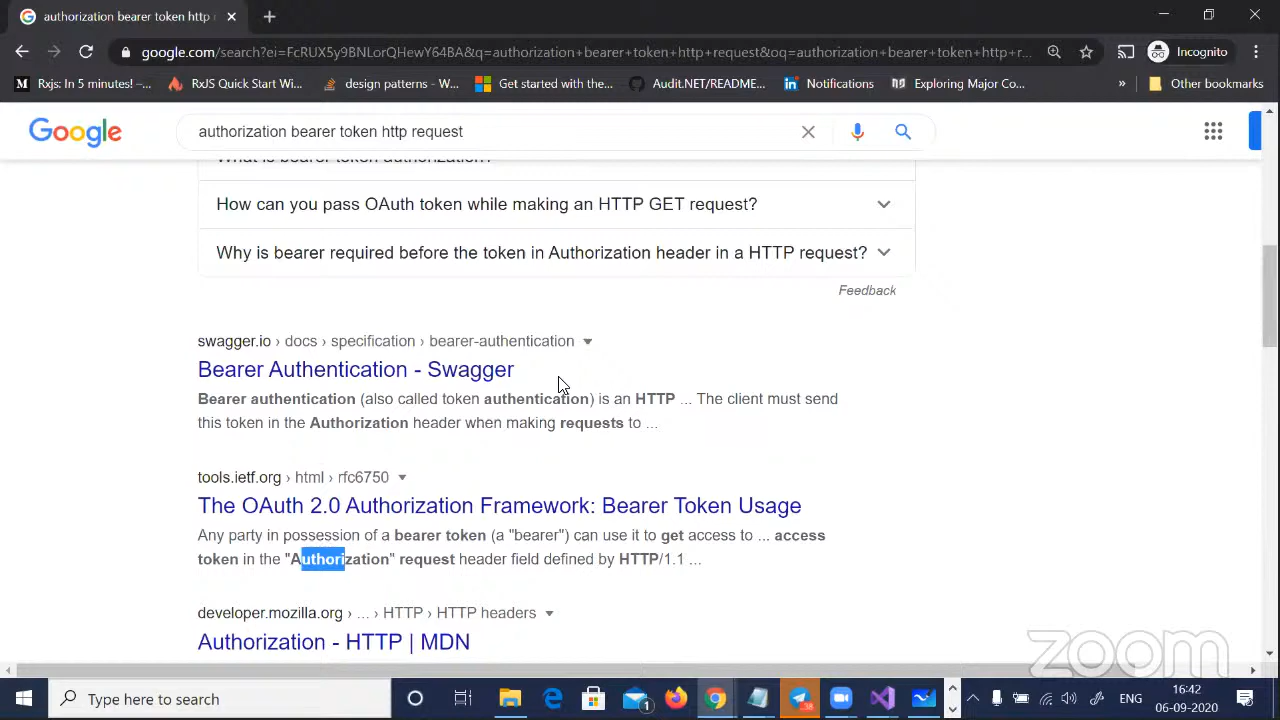 authorization bearer token http r
google.com/search?ei=FcRUX5y9BNLorQHewY64BA&q=authorization+bearer+token+http+request&oq=authorization+bearer+token+http+r...
Incognito
Rxjs: In 5 minutes! –...
RxJS Quick Start Wi...
design patterns - W...
Get started with the...
Audit.NET/README...
Notifications
Exploring Major Co...
»
Other bookmarks
Google
authorization bearer token http request
What is bearer token authorization?
How can you pass OAuth token while making an HTTP GET request?
Why is bearer required before the token in Authorization header in a HTTP request?
Feedback
swagger.io › docs › specification › bearer-authentication
Bearer Authentication - Swagger
Bearer authentication (also called token authentication) is an HTTP ... The client must send
this token in the Authorization header when making requests to ...
tools.ietf.org › html › rfc6750
The OAuth 2.0 Authorization Framework: Bearer Token Usage
Any party in possession of a bearer token (a "bearer") can use it to get access to ... access
token in the "Authorization" request header field defined by HTTP/1.1 ...
developer.mozilla.org › ... › HTTP › HTTP headers
Authorization - HTTP | MDN
zoom
Type here to search
1
ENG
16:42
06-09-2020